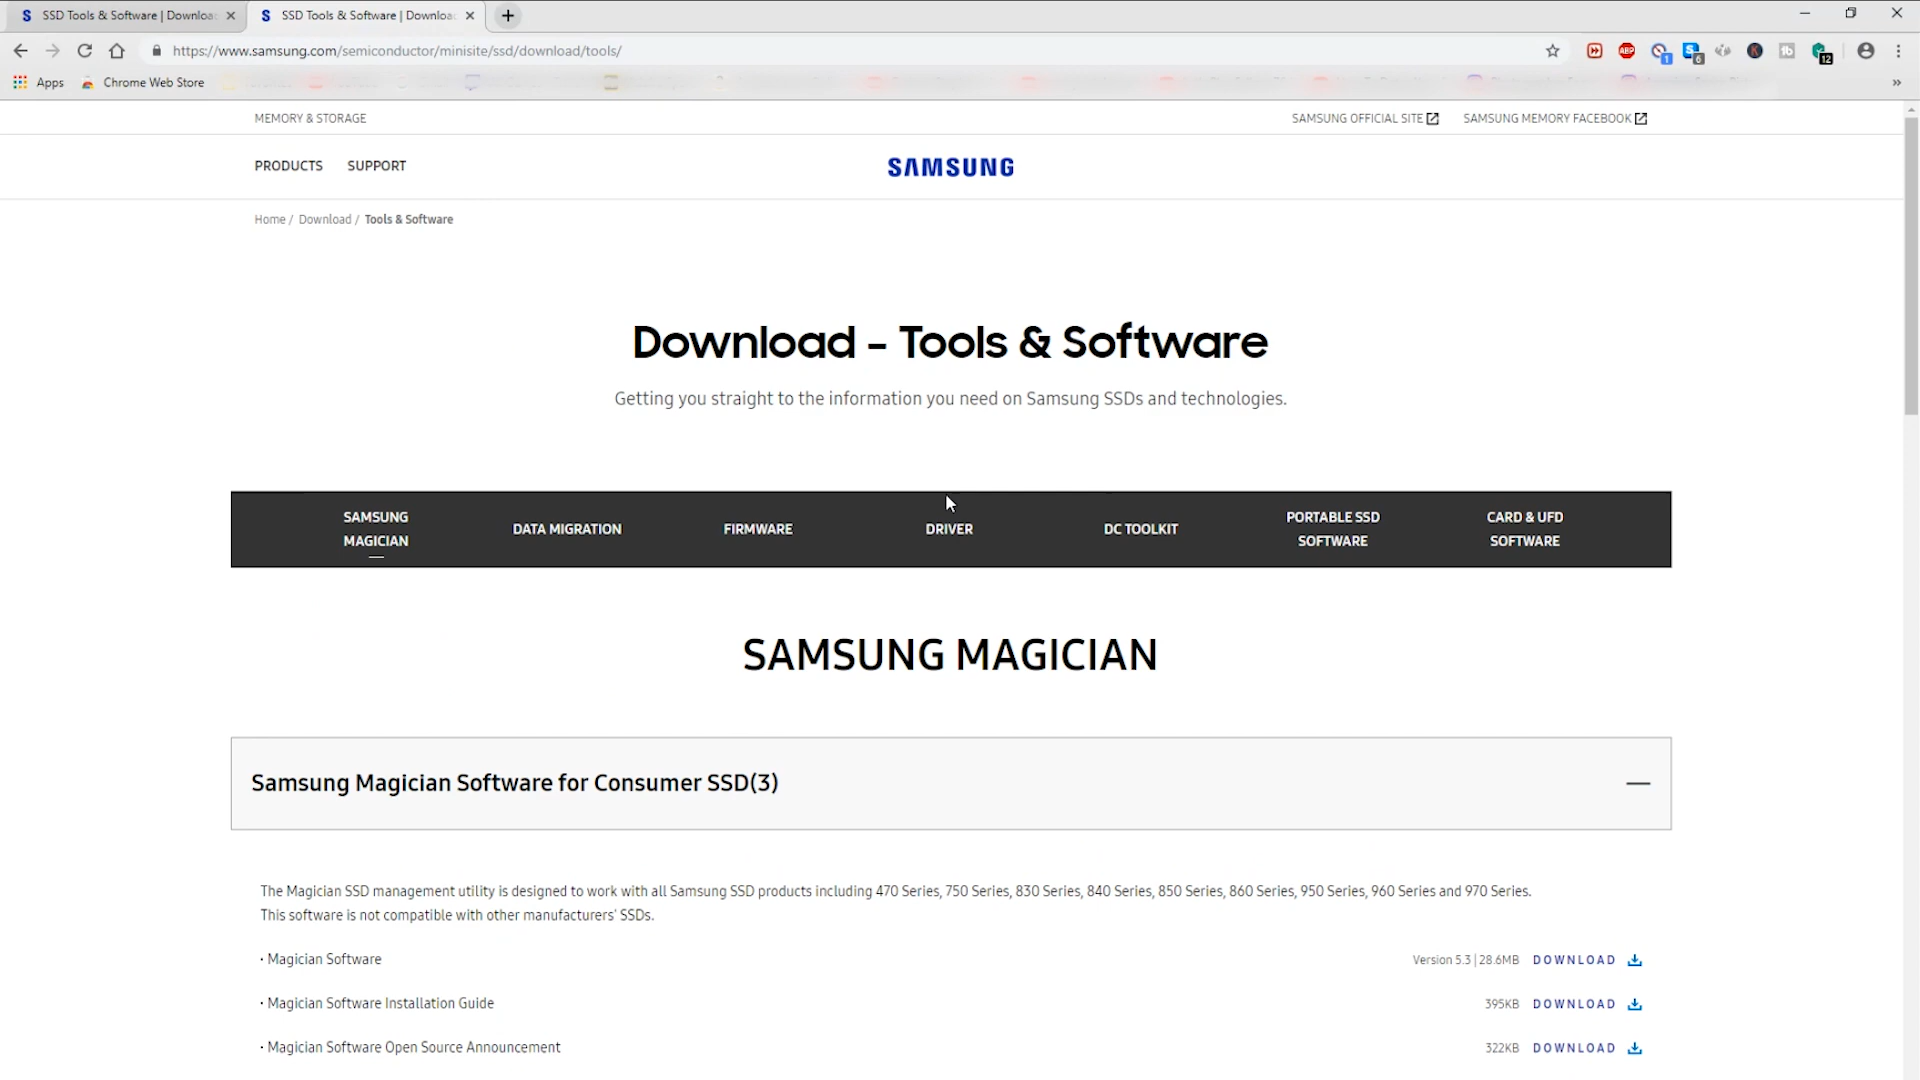 SSD Tools & Software | Downloa
SSD Tools & Software | Downloa
https://www.samsung.com/semiconductor/minisite/ssd/download/tools/
ABP
1
6
12
Apps
Chrome Web Store
MEMORY & STORAGE
SAMSUNG OFFICIAL SITE
SAMSUNG MEMORY FACEBOOK
PRODUCTS
SUPPORT
SAMSUNG
Home / Download / Tools & Software
Download – Tools & Software
Getting you straight to the information you need on Samsung SSDs and technologies.
SAMSUNG
MAGICIAN
DATA MIGRATION
FIRMWARE
DRIVER
DC TOOLKIT
PORTABLE SSD
SOFTWARE
CARD & UFD
SOFTWARE
SAMSUNG MAGICIAN
Samsung Magician Software for Consumer SSD(3)
The Magician SSD management utility is designed to work with all Samsung SSD products including 470 Series, 750 Series, 830 Series, 840 Series, 850 Series, 860 Series, 950 Series, 960 Series and 970 Series.
This software is not compatible with other manufacturers' SSDs.
· Magician Software
Version 5.3 | 28.6MB DOWNLOAD
· Magician Software Installation Guide
395KB DOWNLOAD
· Magician Software Open Source Announcement
322KB DOWNLOAD